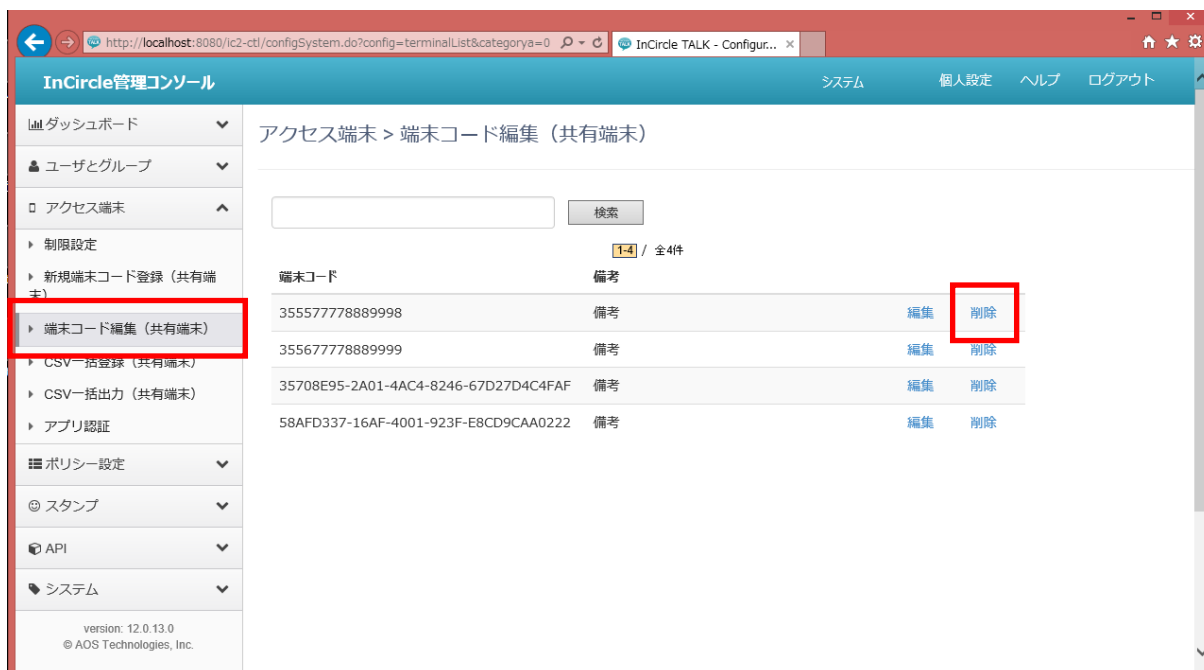 http://localhost:8080/ic2-ctl/configSystem.do?config=terminalList&categorya=0
InCircle TALK - Configur...
InCircle管理コンソール
システム
個人設定
ヘルプ
ログアウト
ダッシュボード
ユーザとグループ
アクセス端末
制限設定
新規端末コード登録（共有端
末）
端末コード編集（共有端末）
CSV一括登録（共有端末）
CSV一括出力（共有端末）
アプリ認証
ポリシー設定
スタンプ
API
システム
version: 12.0.13.0
© AOS Technologies, Inc.
アクセス端末 > 端末コード編集（共有端末）
検索
1-4 / 全4件
端末コード 備考
355577778889998 備考 編集 削除
355677778889999 備考 編集 削除
35708E95-2A01-4AC4-8246-67D27D4C4FAF 備考 編集 削除
58AFD337-16AF-4001-923F-E8CD9CAA0222 備考 編集 削除